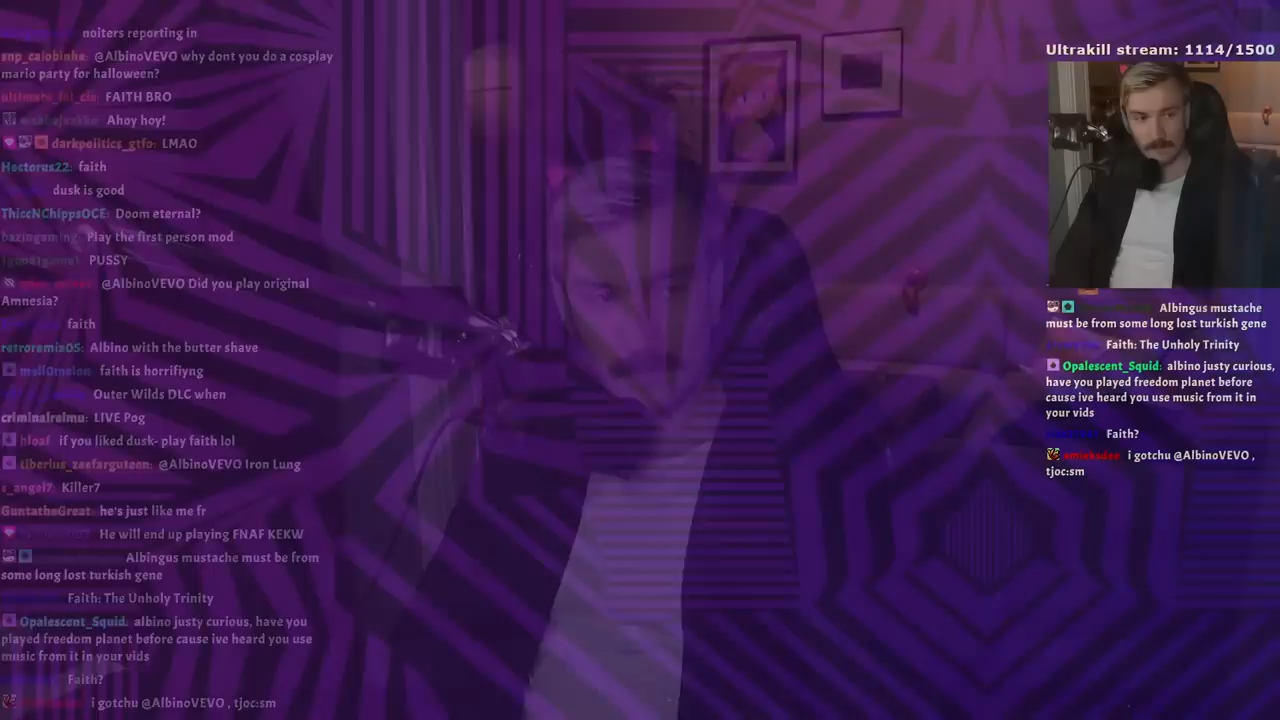 noiters reporting in
@AlbinoVEVO why dont you do a cosplay
mario party for halloween?
FAITH BRO
Ahoy hoy!
darkpolitics_gtfo: LMAO
Hectorus22: faith
dusk is good
ThiccNChippsOCE: Doom eternal?
bazingaming: Play the first person mod
PUSSY
@AlbinoVEVO Did you play original
Amnesia?
faith
retroremix05: Albino with the butter shave
mell0melon: faith is horrifiyng
Outer Wilds DLC when
criminalreimu: LIVE Pog
hloaf: if you liked dusk- play faith lol
@AlbinoVEVO Iron Lung
s_angel7: Killer7
GuntatheGreat: he's just like me fr
He will end up playing FNAF KEKW
Albingus mustache must be from
some long lost turkish gene
Faith: The Unholy Trinity
Opalescent_Squid: albino justy curious, have you
played freedom planet before cause ive heard you use
music from it in your vids
Faith?
i gotchu @AlbinoVEVO , tjoc:sm
Ultrakill stream: 1114/1500
Albingus mustache
must be from some long lost turkish gene
Faith: The Unholy Trinity
Opalescent_Squid: albino justy curious,
have you played freedom planet before
cause ive heard you use music from it in
your vids
Faith?
i gotchu @AlbinoVEVO ,
tjoc:sm